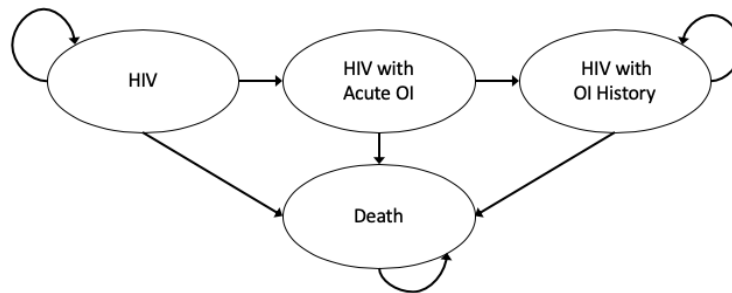 HIV
HIV with
Acute OI
HIV with
OI History
Death